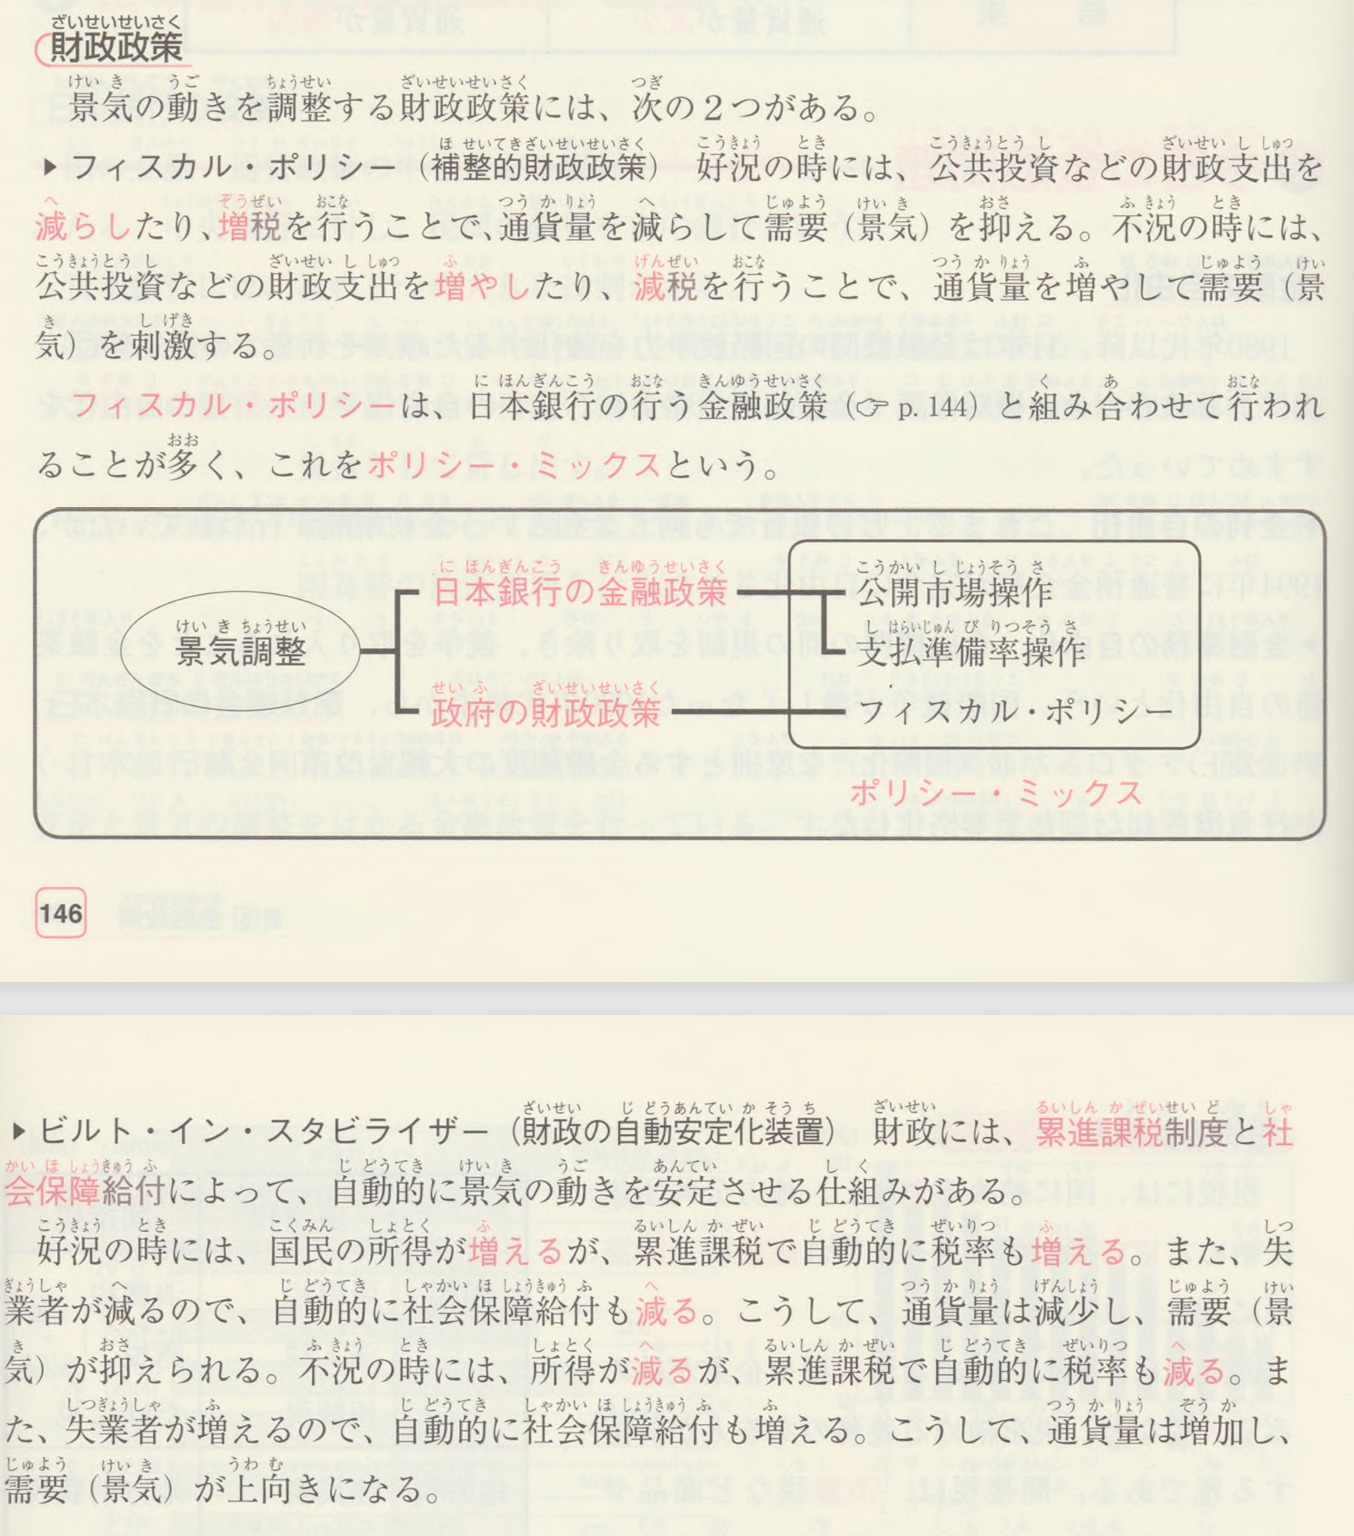 財政政策
景気の動きを調整する財政政策には、次の2つがある。
▶フィスカル・ポリシー（補整的財政政策） 好況の時には、公共投資などの財政支出を
減らしたり、増税を行うことで、通貨量を減らして需要（景気）を抑える。不況の時には、
公共投資などの財政支出を増やしたり、減税を行うことで、通貨量を増やして需要（景
気）を刺激する。
フィスカル・ポリシーは、日本銀行の行う金融政策（☞ p. 144）と組み合わせて行われ
ることが多く、これをポリシー・ミックスという。
景気調整
日本銀行の金融政策
政府の財政政策
公開市場操作
支払準備率操作
フィスカル・ポリシー
ポリシー・ミックス
146
▶ビルト・イン・スタビライザー（財政の自動安定化装置） 財政には、累進課税制度と社
会保障給付によって、自動的に景気の動きを安定させる仕組みがある。
好況の時には、国民の所得が増えるが、累進課税で自動的に税率も増える。また、失
業者が減るので、自動的に社会保障給付も減る。こうして、通貨量は減少し、需要（景
気）が抑えられる。不況の時には、所得が減るが、累進課税で自動的に税率も減る。ま
た、失業者が増えるので、自動的に社会保障給付も増える。こうして、通貨量は増加し、
需要（景気）が上向きになる。